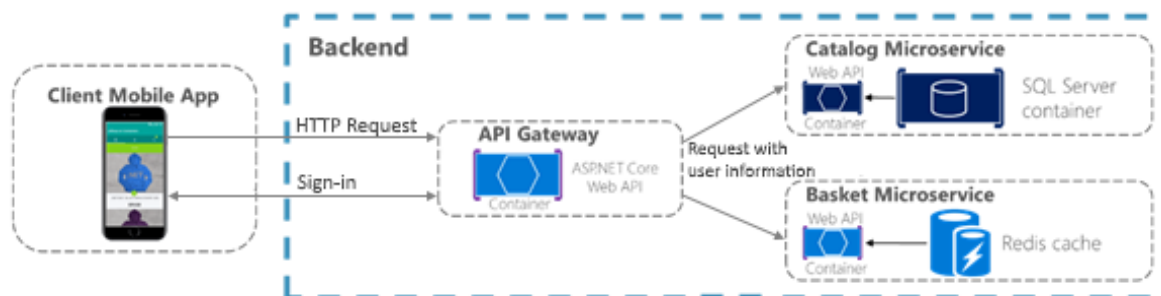 Backend
Client Mobile App
HTTP Request
Sign-in
API Gateway
ASP.NET Core
Web API
Container
Request with
user information
Catalog Microservice
Web API
Container
SQL Server
container
Basket Microservice
Web API
Container
Redis cache